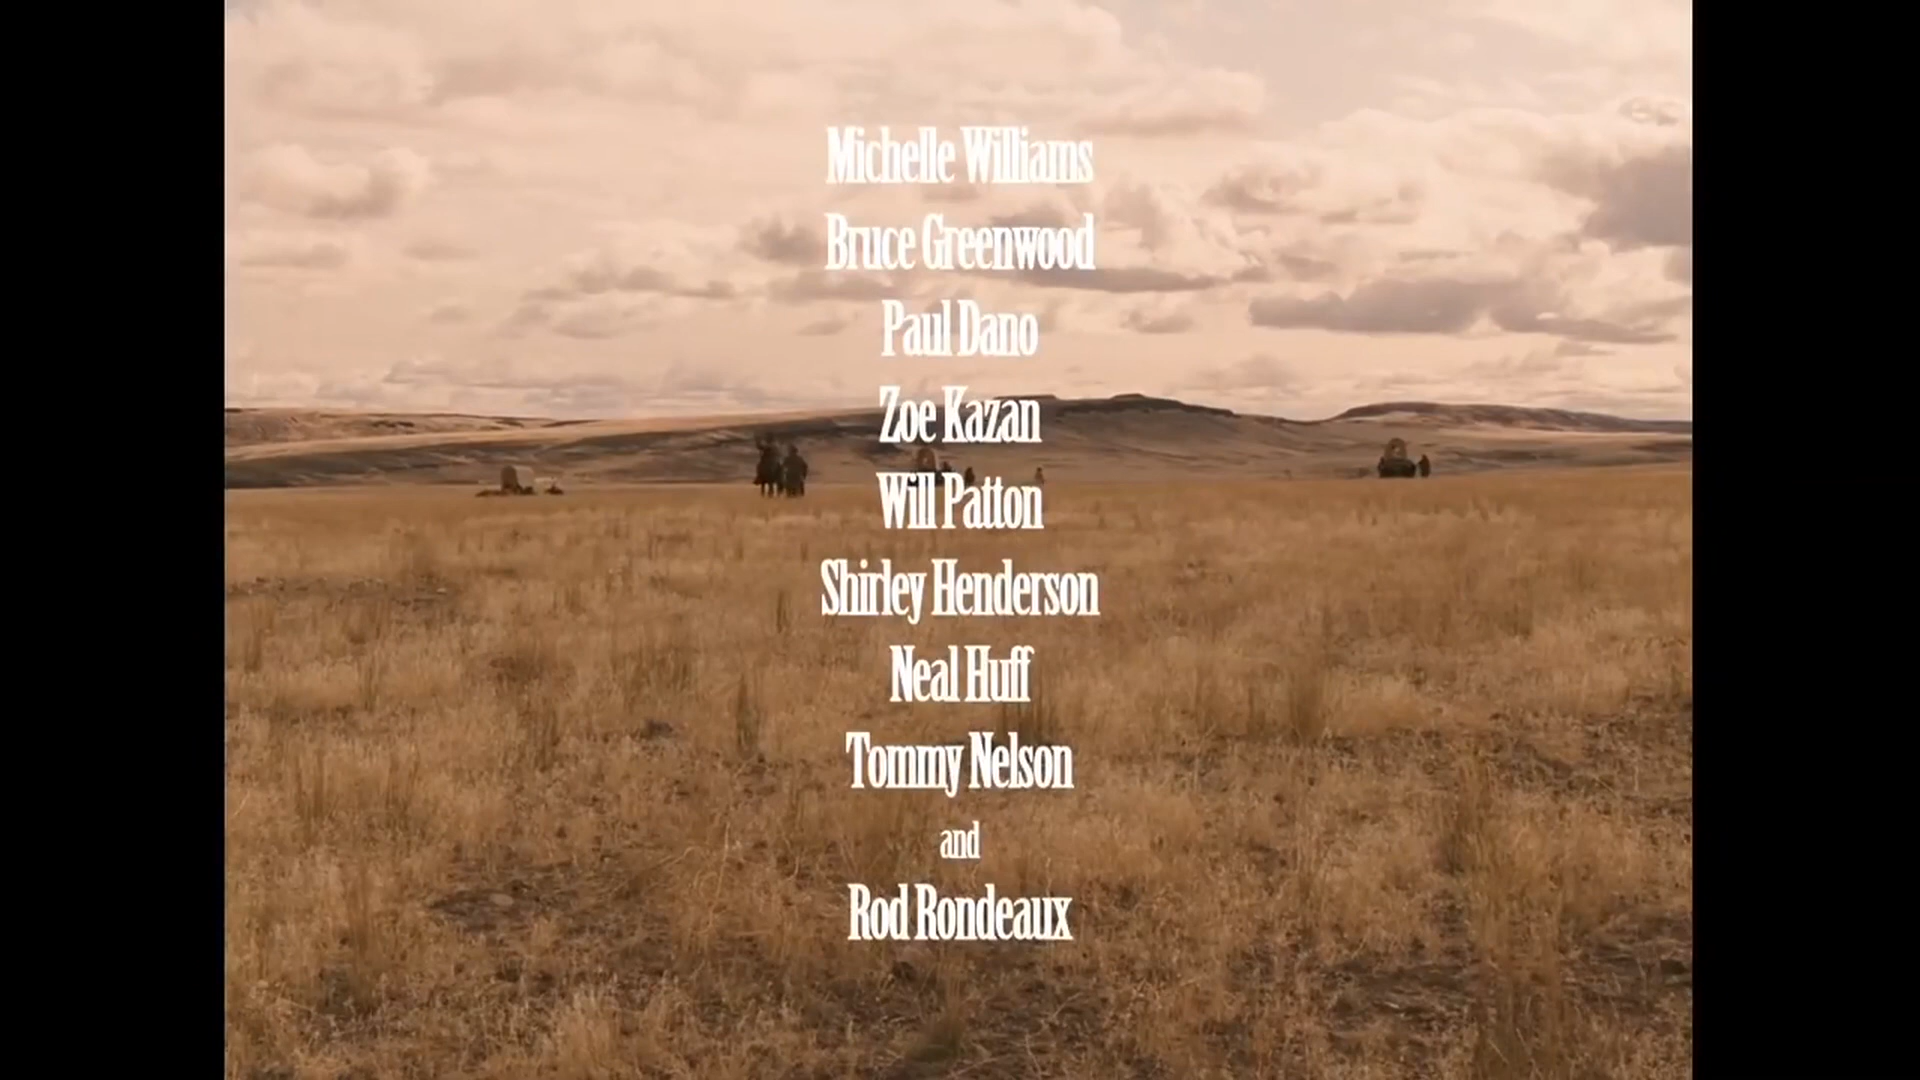 Michelle Williams
Bruce Greenwood
Paul Dano
Zoe Kazan
Will Patton
Shirley Henderson
Neal Huff
Tommy Nelson
and
Rod Rondeaux